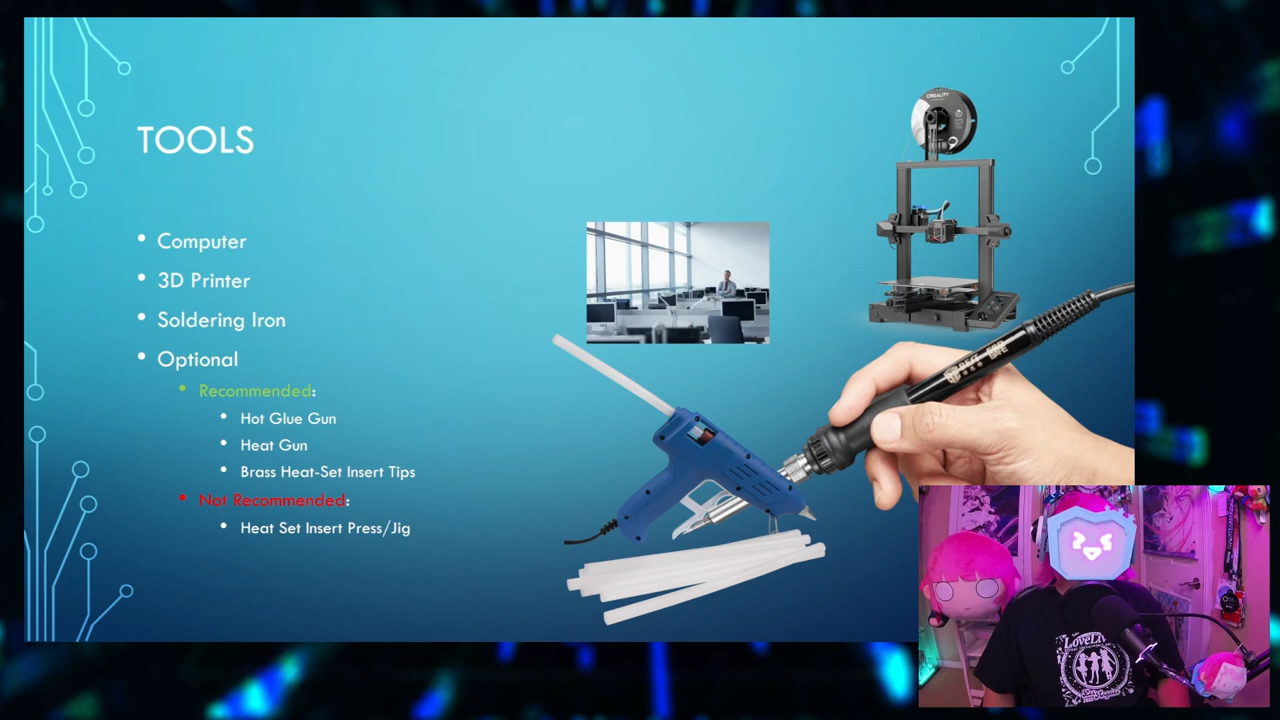 TOOLS
Computer
3D Printer
Soldering Iron
Optional
Recommended:
Hot Glue Gun
Heat Gun
Brass Heat-Set Insert Tips
Not Recommended:
Heat Set Insert Press/Jig
CREALITY